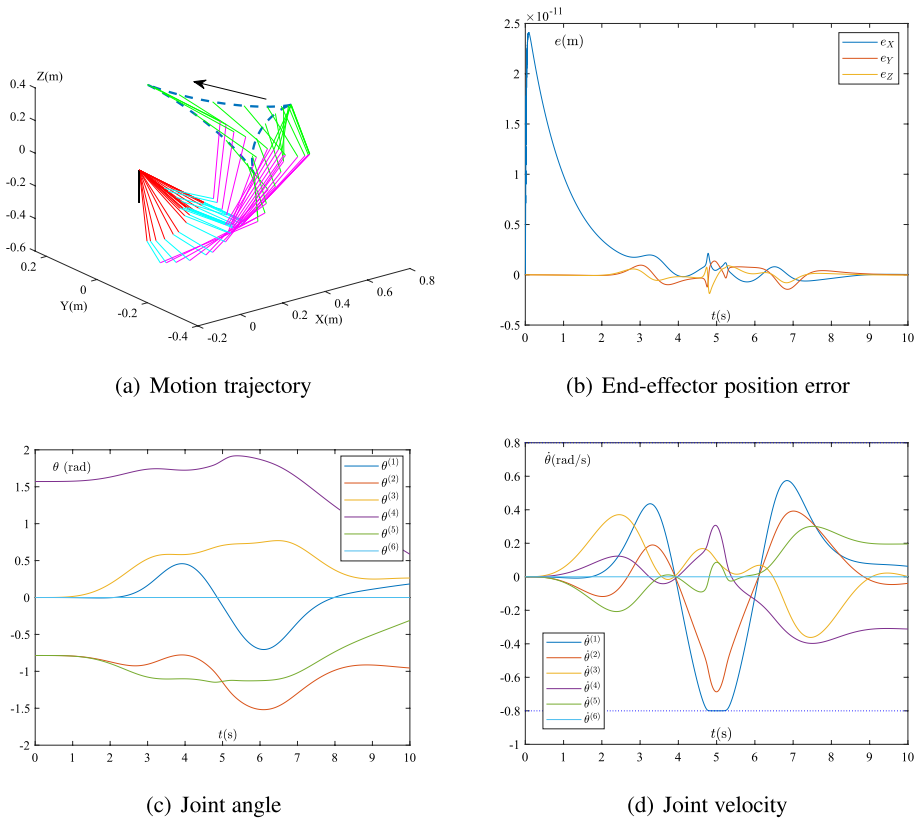 Z(m)
0.4
0.2
0
-0.2
-0.4
-0.6
0.2
0
-0.2
-0.4
Y(m)
-0.2
0
0.2
0.4
0.6
0.8
X(m)
(a) Motion trajectory
×10⁻¹¹
2.5
2
1.5
1
0.5
0
-0.5
e(m)
e_X
e_Y
e_Z
t(s)
0 1 2 3 4 5 6 7 8 9 10
(b) End-effector position error
2
1.5
1
0.5
0
-0.5
-1
-1.5
-2
θ (rad)
θ⁽¹⁾
θ⁽²⁾
θ⁽³⁾
θ⁽⁴⁾
θ⁽⁵⁾
θ⁽⁶⁾
t(s)
0 1 2 3 4 5 6 7 8 9 10
(c) Joint angle
0.8
0.6
0.4
0.2
0
-0.2
-0.4
-0.6
-0.8
-1
θ̇(rad/s)
θ̇⁽¹⁾
θ̇⁽²⁾
θ̇⁽³⁾
θ̇⁽⁴⁾
θ̇⁽⁵⁾
θ̇⁽⁶⁾
t(s)
0 1 2 3 4 5 6 7 8 9 10
(d) Joint velocity